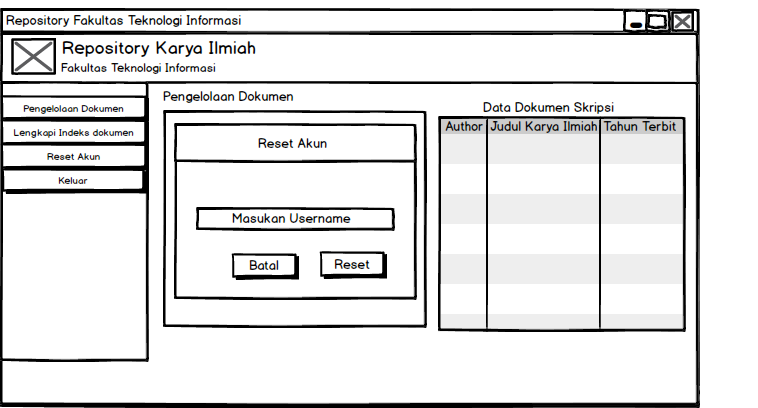 Repository Fakultas Teknologi Informasi
Repository Karya Ilmiah
Fakultas Teknologi Informasi
Pengelolaan Dokumen
Lengkapi Indeks dokumen
Reset Akun
Keluar
Pengelolaan Dokumen
Reset Akun
Masukan Username
Batal Reset
Data Dokumen Skripsi
Author Judul Karya Ilmiah Tahun Terbit